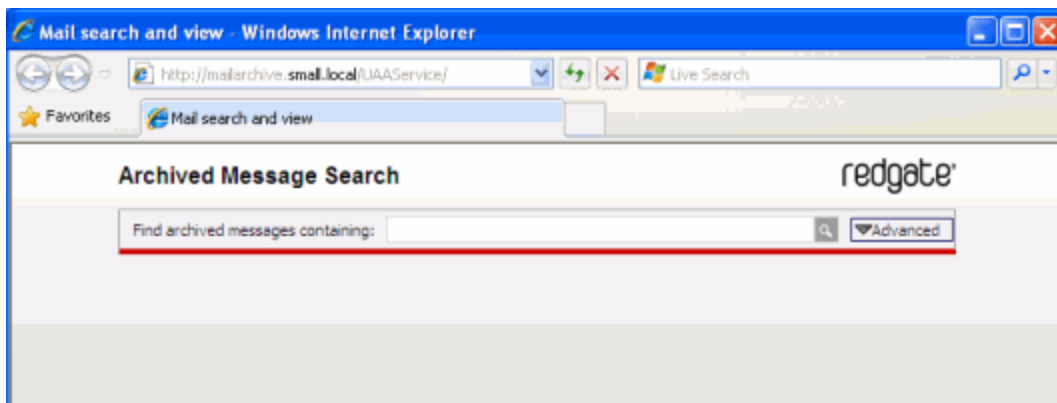 Mail search and view - Windows Internet Explorer
http://mailarchive.small.local/UAAService/
Live Search
Favorites
Mail search and view
Archived Message Search
redgate
Find archived messages containing:
Advanced